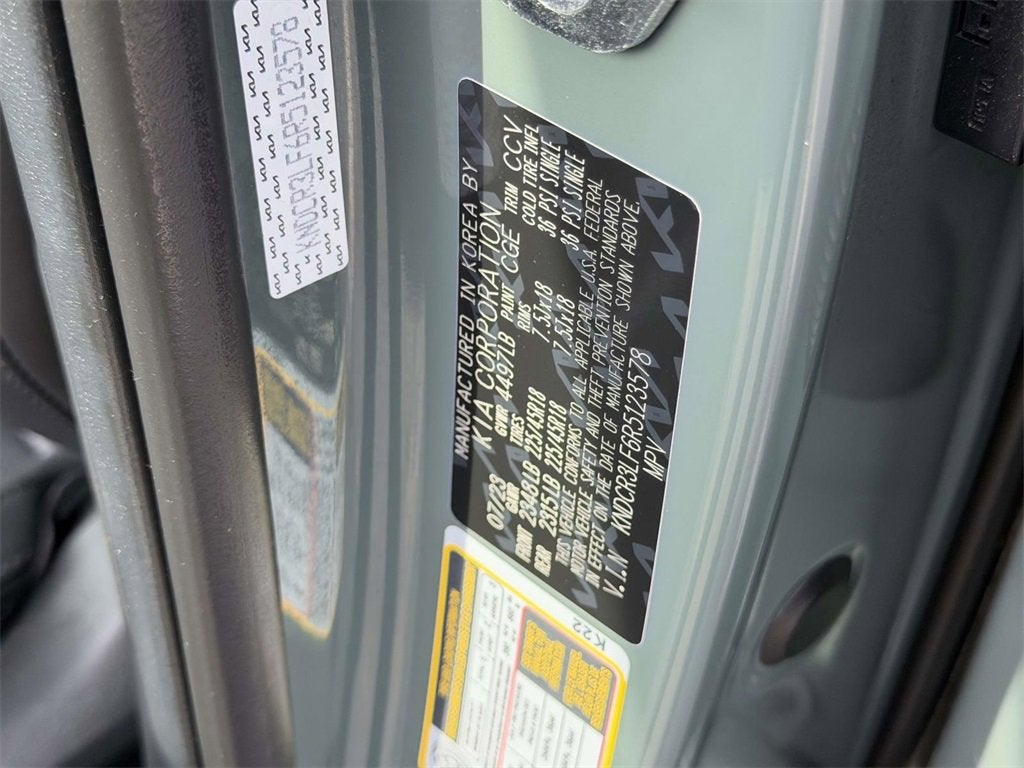 KNDCR3LF6R5123578
MANUFACTURED IN KOREA BY
KIA CORPORATION
07/23 GVWR 4497LB PAINT CGE TRIM CCV
GAWR TIRES RIMS COLD TIRE INFL
FRNT 2348LB 225/45R18 7.5Jx18 36 PSI SINGLE
REAR 2315LB 225/45R18 7.5Jx18 36 PSI SINGLE
THIS VEHICLE CONFORMS TO ALL APPLICABLE U.S.A. FEDERAL
MOTOR VEHICLE SAFETY AND THEFT PREVENTION STANDARDS
IN EFFECT ON THE DATE OF MANUFACTURE SHOWN ABOVE.
V.I.N KNDCR3LF6R5123578
MPV
K22